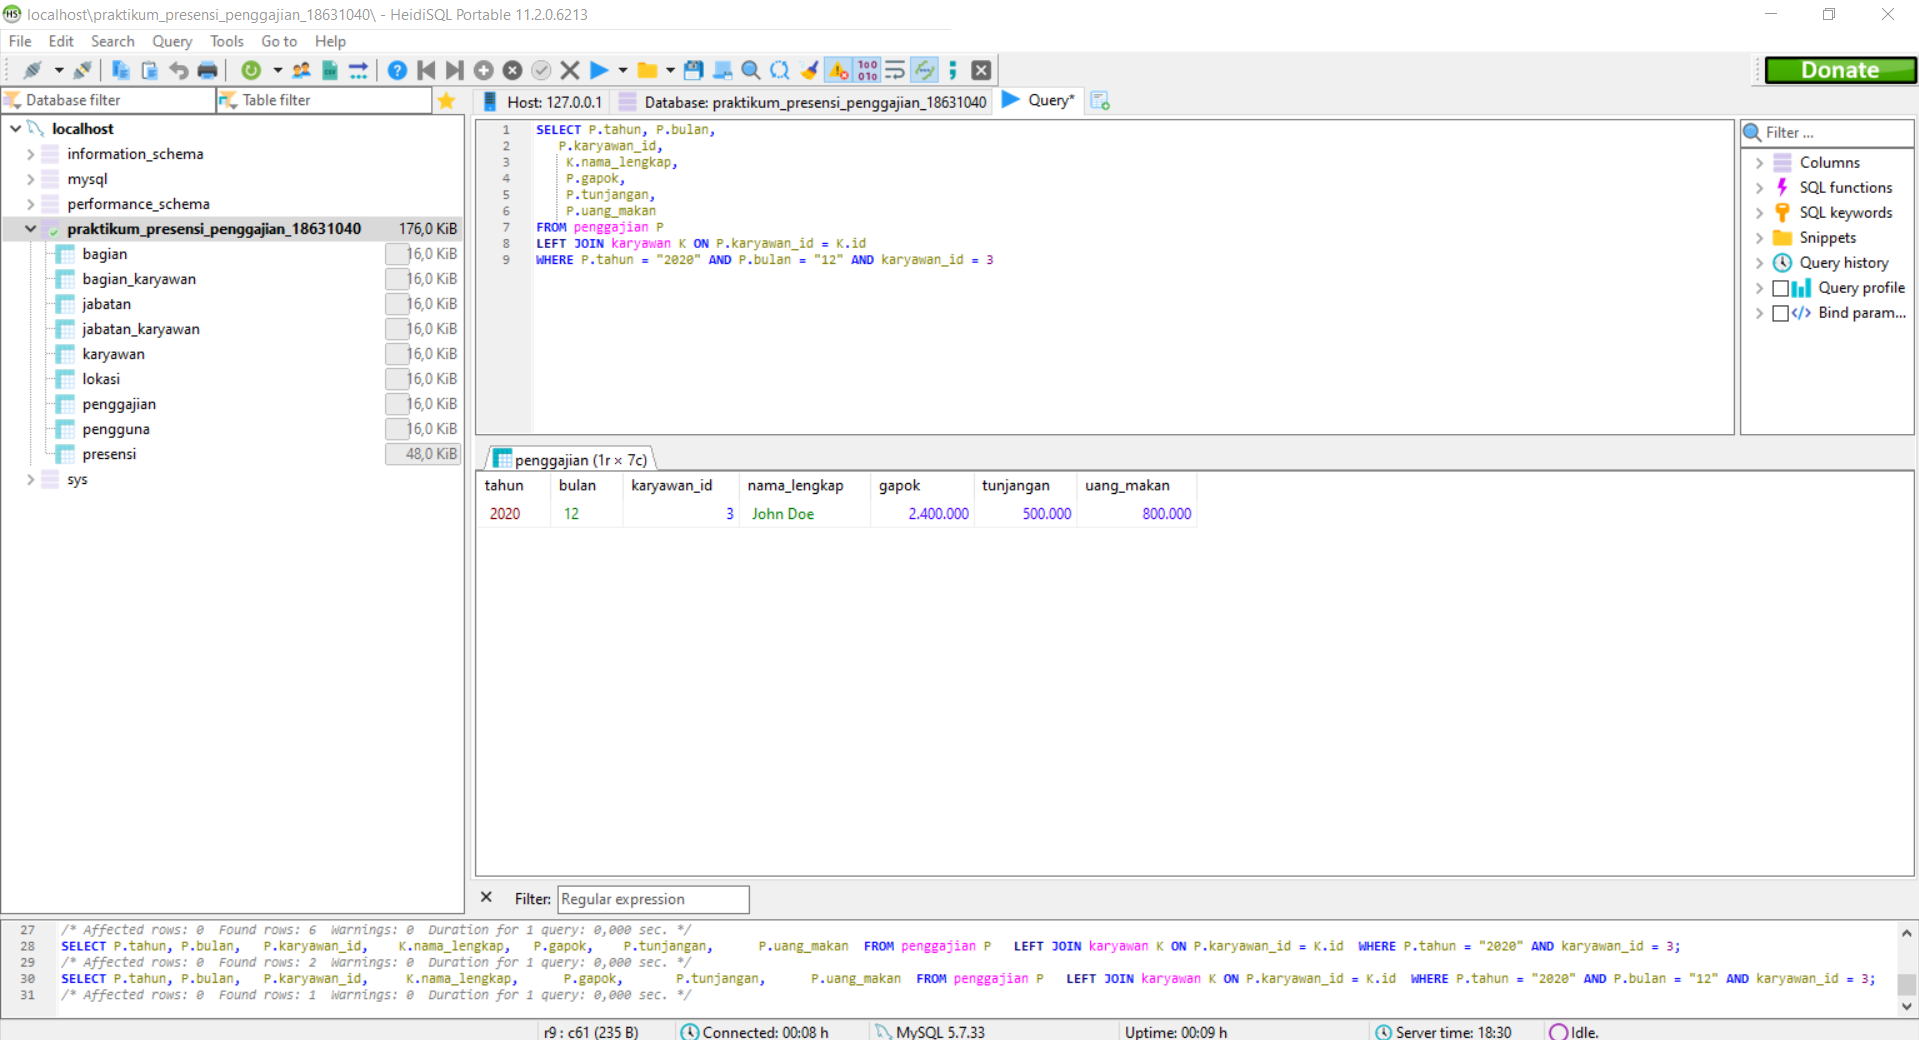 localhost\praktikum_presensi_penggajian_18631040\ - HeidiSQL Portable 11.2.0.6213
File Edit Search Query Tools Go to Help
Donate
Database filter
Table filter
Host: 127.0.0.1
Database: praktikum_presensi_penggajian_18631040
Query*
localhost
information_schema
mysql
performance_schema
praktikum_presensi_penggajian_18631040 176,0 KiB
bagian 16,0 KiB
bagian_karyawan 16,0 KiB
jabatan 16,0 KiB
jabatan_karyawan 16,0 KiB
karyawan 16,0 KiB
lokasi 16,0 KiB
penggajian 16,0 KiB
pengguna 16,0 KiB
presensi 48,0 KiB
sys
1 SELECT P.tahun, P.bulan,
2 P.karyawan_id,
3 K.nama_lengkap,
4 P.gapok,
5 P.tunjangan,
6 P.uang_makan
7 FROM penggajian P
8 LEFT JOIN karyawan K ON P.karyawan_id = K.id
9 WHERE P.tahun = "2020" AND P.bulan = "12" AND karyawan_id = 3
Filter ...
Columns
SQL functions
SQL keywords
Snippets
Query history
Query profile
Bind param...
penggajian (1r × 7c)
tahun bulan karyawan_id nama_lengkap gapok tunjangan uang_makan
2020 12 3 John Doe 2.400.000 500.000 800.000
Filter: Regular expression
27 /* Affected rows: 0 Found rows: 6 Warnings: 0 Duration for 1 query: 0,000 sec. */
28 SELECT P.tahun, P.bulan, P.karyawan_id, K.nama_lengkap, P.gapok, P.tunjangan, P.uang_makan FROM penggajian P LEFT JOIN karyawan K ON P.karyawan_id = K.id WHERE P.tahun = "2020" AND karyawan_id = 3;
29 /* Affected rows: 0 Found rows: 2 Warnings: 0 Duration for 1 query: 0,000 sec. */
30 SELECT P.tahun, P.bulan, P.karyawan_id, K.nama_lengkap, P.gapok, P.tunjangan, P.uang_makan FROM penggajian P LEFT JOIN karyawan K ON P.karyawan_id = K.id WHERE P.tahun = "2020" AND P.bulan = "12" AND karyawan_id = 3;
31 /* Affected rows: 0 Found rows: 1 Warnings: 0 Duration for 1 query: 0,000 sec. */
r9 : c61 (235 B) Connected: 00:08 h MySQL 5.7.33 Uptime: 00:09 h Server time: 18:30 Idle.